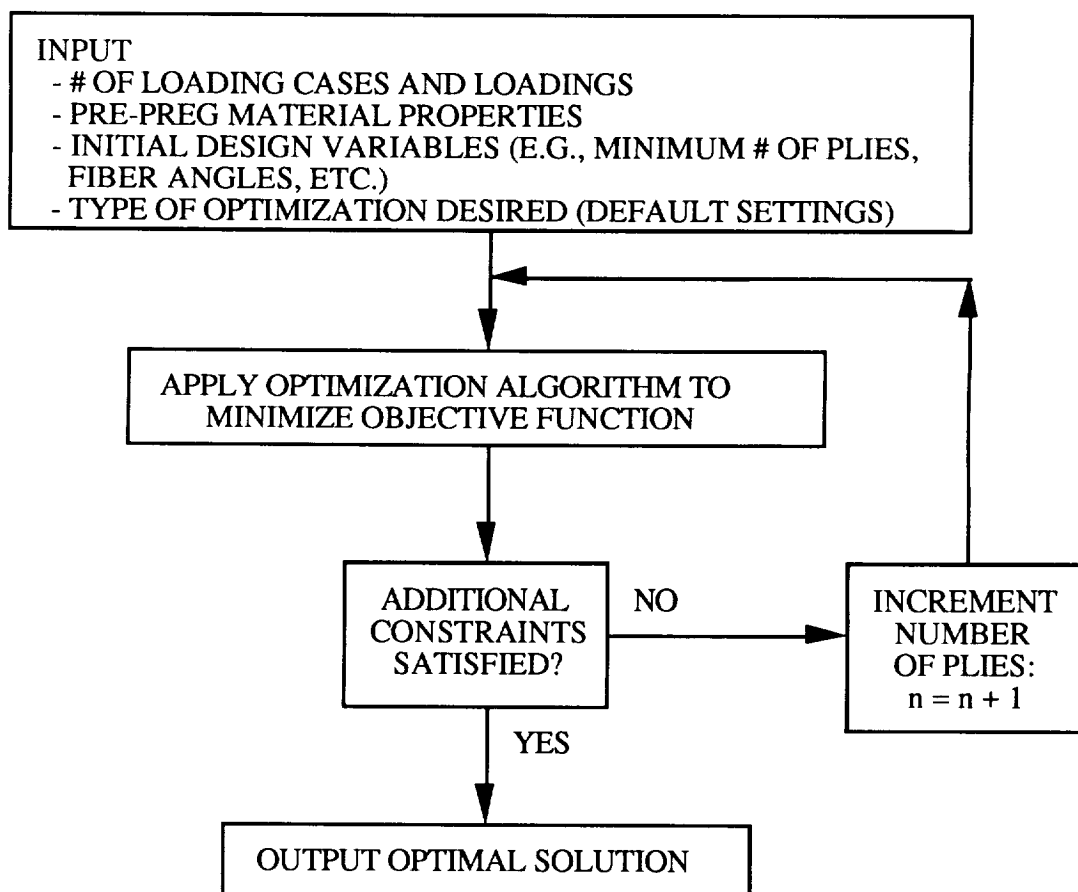 INPUT
- # OF LOADING CASES AND LOADINGS
- PRE-PREG MATERIAL PROPERTIES
- INITIAL DESIGN VARIABLES (E.G., MINIMUM # OF PLIES,
FIBER ANGLES, ETC.)
- TYPE OF OPTIMIZATION DESIRED (DEFAULT SETTINGS)
APPLY OPTIMIZATION ALGORITHM TO
MINIMIZE OBJECTIVE FUNCTION
ADDITIONAL
CONSTRAINTS
SATISFIED?
NO
INCREMENT
NUMBER
OF PLIES:
n = n + 1
YES
OUTPUT OPTIMAL SOLUTION